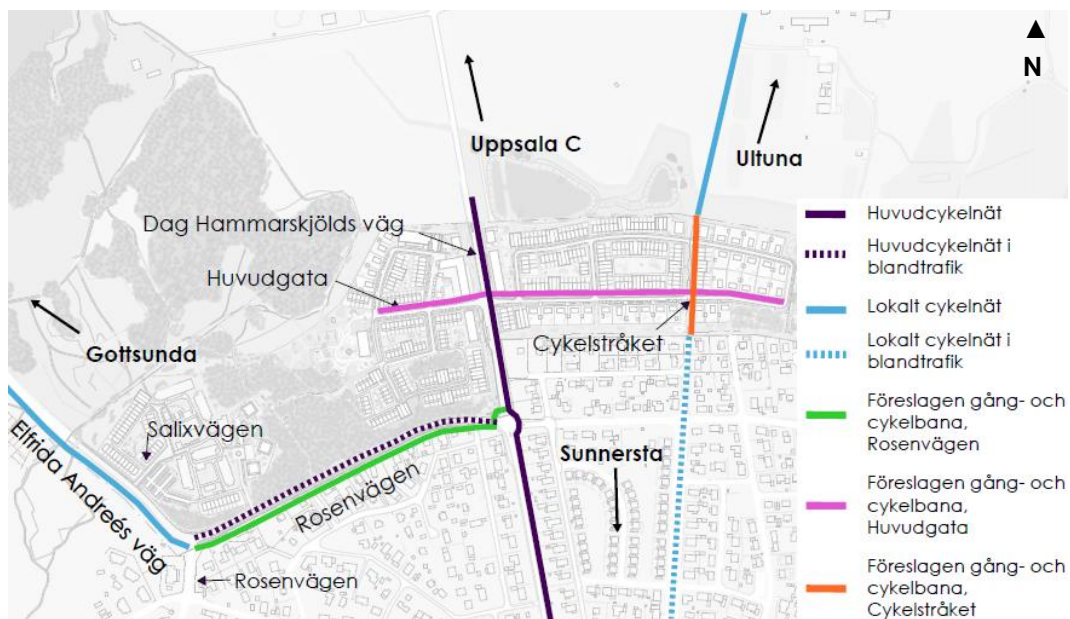 N
Uppsala C
Ultuna
Dag Hammarskjölds väg
Huvudgata
Gottsunda
Cykelstråket
Salixvägen
Elfrida Andreés väg
Rosenvägen
Sunnersta
Rosenvägen
Huvudcykelnät
Huvudcykelnät i
blandtrafik
Lokalt cykelnät
Lokalt cykelnät i
blandtrafik
Föreslagen gång- och
cykelbana,
Rosenvägen
Föreslagen gång- och
cykelbana,
Huvudgata
Föreslagen gång- och
cykelbana,
Cykelstråket